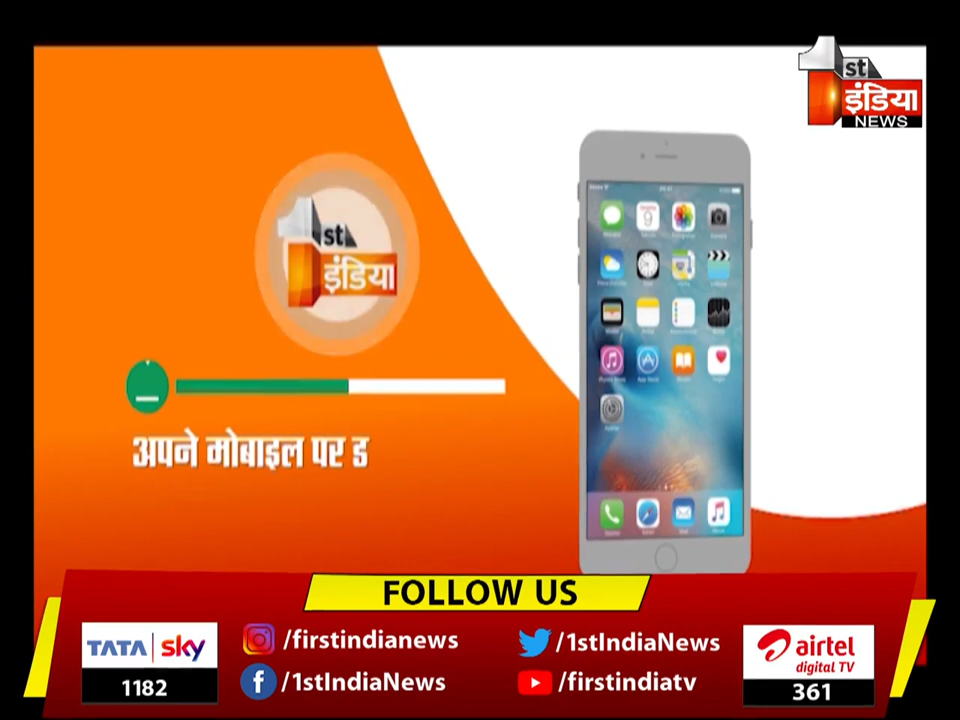 1st
इंडिया
NEWS
1st
इंडिया
अपने मोबाइल पर ड
FOLLOW US
TATA sky
1182
/firstindianews
/1stIndiaNews
/1stIndiaNews
/firstindiatv
airtel
digital TV
361